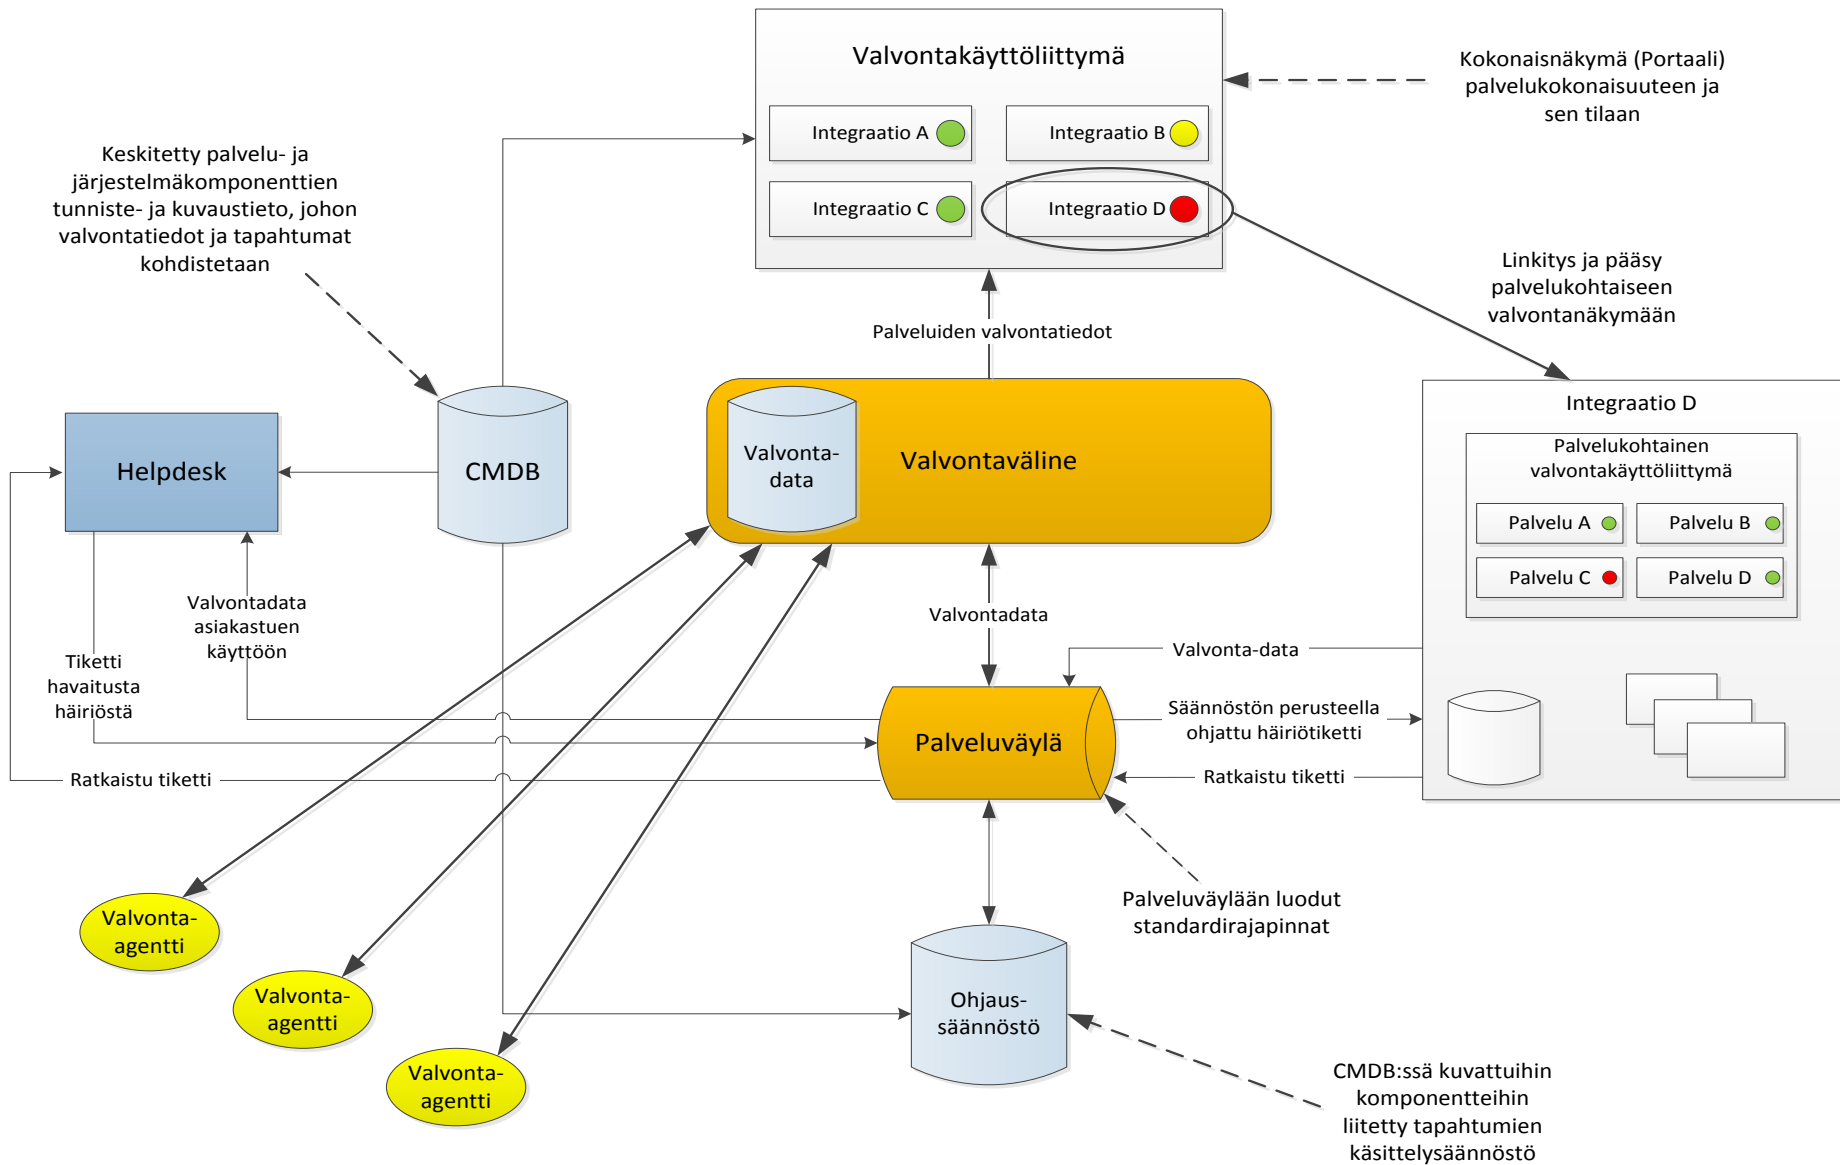 Valvontakäyttöliittymä
Integraatio A
Integraatio B
Integraatio C
Integraatio D
Kokonaisnäkymä (Portaali)
palvelukokonaisuuteen ja
sen tilaan
Keskitetty palvelu- ja
järjestelmäkomponenttien
tunniste- ja kuvaustieto, johon
valvontatiedot ja tapahtumat
kohdistetaan
Linkitys ja pääsy
palvelukohtaiseen
valvontanäkymään
Palveluiden valvontatiedot
Helpdesk
CMDB
Valvonta-
data
Valvontaväline
Integraatio D
Palvelukohtainen
valvontakäyttöliittymä
Palvelu A
Palvelu B
Palvelu C
Palvelu D
Valvontadata
asiakastuen
käyttöön
Tiketti
havaitusta
häiriöstä
Valvontadata
Valvonta-data
Säännöstön perusteella
ohjattu häiriötiketti
Ratkaistu tiketti
Palveluväylä
Ratkaistu tiketti
Palveluväylään luodut
standardirajapinnat
Valvonta-
agentti
Valvonta-
agentti
Valvonta-
agentti
Ohjaus-
säännöstö
CMDB:ssä kuvattuihin
komponentteihin
liitetty tapahtumien
käsittelysäännöstö